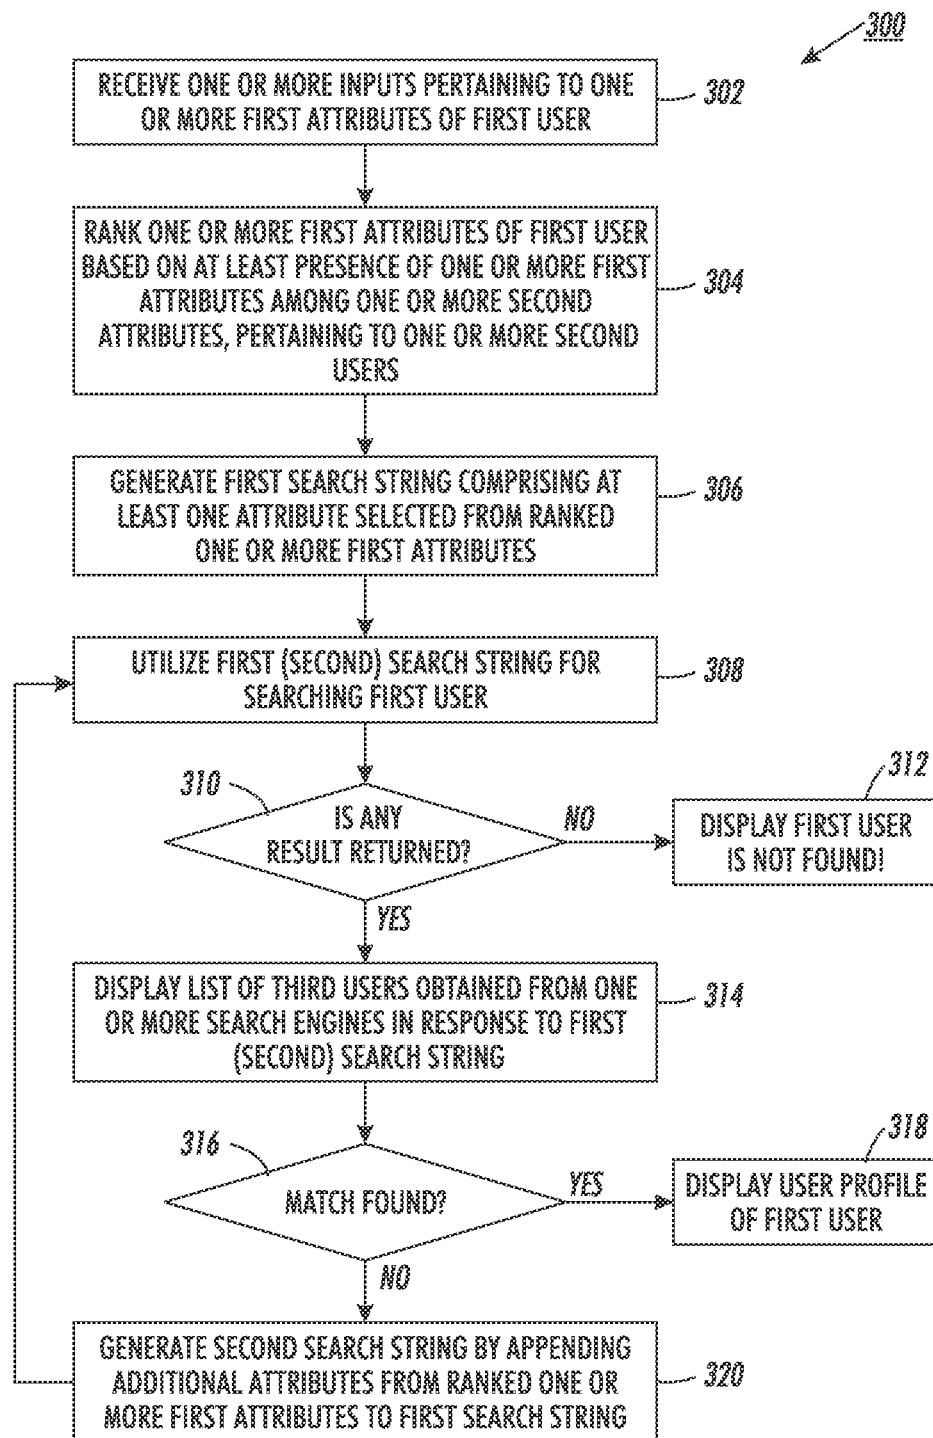 300
RECEIVE ONE OR MORE INPUTS PERTAINING TO ONE
OR MORE FIRST ATTRIBUTES OF FIRST USER
302
RANK ONE OR MORE FIRST ATTRIBUTES OF FIRST USER
BASED ON AT LEAST PRESENCE OF ONE OR MORE FIRST
ATTRIBUTES AMONG ONE OR MORE SECOND
ATTRIBUTES, PERTAINING TO ONE OR MORE SECOND
USERS
304
GENERATE FIRST SEARCH STRING COMPRISING AT
LEAST ONE ATTRIBUTE SELECTED FROM RANKED
ONE OR MORE FIRST ATTRIBUTES
306
UTILIZE FIRST (SECOND) SEARCH STRING FOR
SEARCHING FIRST USER
308
310
IS ANY
RESULT RETURNED?
NO
312
DISPLAY FIRST USER
IS NOT FOUND!
YES
DISPLAY LIST OF THIRD USERS OBTAINED FROM ONE
OR MORE SEARCH ENGINES IN RESPONSE TO FIRST
(SECOND) SEARCH STRING
314
316
MATCH FOUND?
YES
318
DISPLAY USER PROFILE
OF FIRST USER
NO
GENERATE SECOND SEARCH STRING BY APPENDING
ADDITIONAL ATTRIBUTES FROM RANKED ONE OR
MORE FIRST ATTRIBUTES TO FIRST SEARCH STRING
320